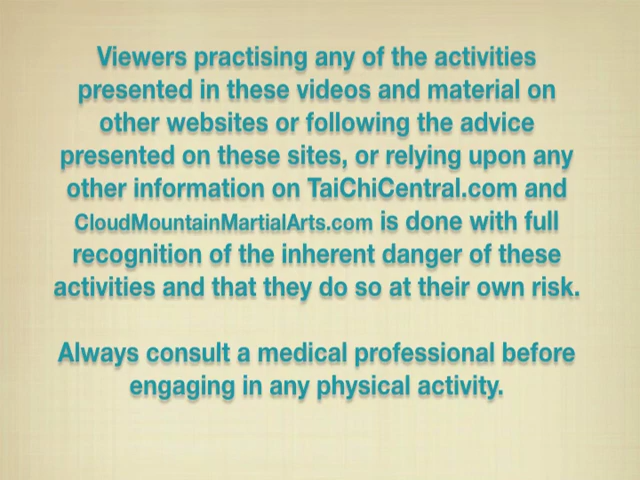 Viewers practising any of the activities
presented in these videos and material on
other websites or following the advice
presented on these sites, or relying upon any
other information on TaiChiCentral.com and
CloudMountainMartialArts.com is done with full
recognition of the inherent danger of these
activities and that they do so at their own risk.
Always consult a medical professional before
engaging in any physical activity.